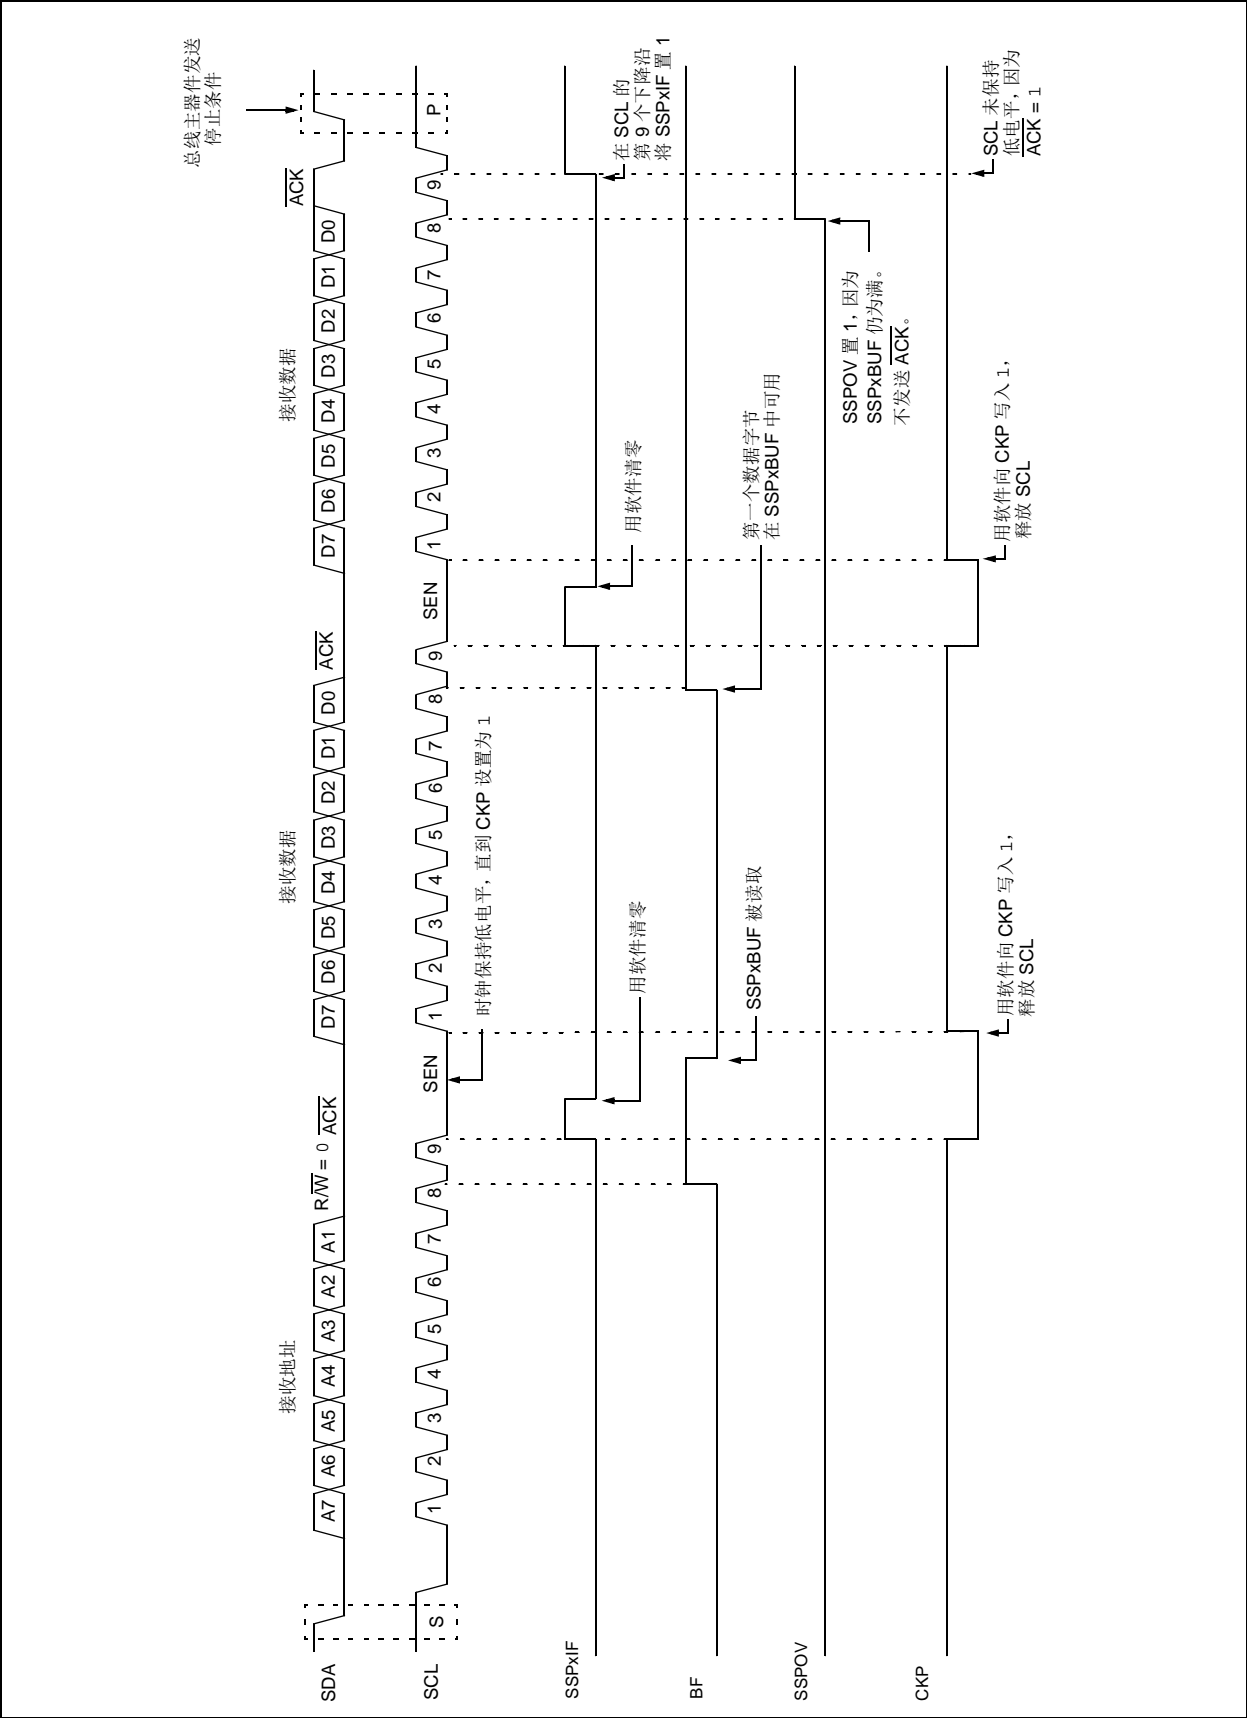 总线主器件发送
停止条件
接收地址
接收数据
接收数据
SDA
A7 A6 A5 A4 A3 A2 A1 R/W = 0 ACK D7 D6 D5 D4 D3 D2 D1 D0 ACK D7 D6 D5 D4 D3 D2 D1 D0 ACK
SCL
S 1 2 3 4 5 6 7 8 9 SEN 1 2 3 4 5 6 7 8 9 SEN 1 2 3 4 5 6 7 8 9 P
时钟保持低电平，直到 CKP 设置为 1
SSPxIF
用软件清零
用软件清零
在 SCL 的
第 9 个下降沿
将 SSPxIF 置 1
BF
SSPxBUF 被读取
第一个数据字节
在 SSPxBUF 中可用
SSPOV
SSPOV 置 1，因为
SSPxBUF 仍为满。
不发送 ACK。
CKP
用软件向 CKP 写入 1，
释放 SCL
用软件向 CKP 写入 1，
释放 SCL
SCL 未保持
低电平，因为
ACK = 1